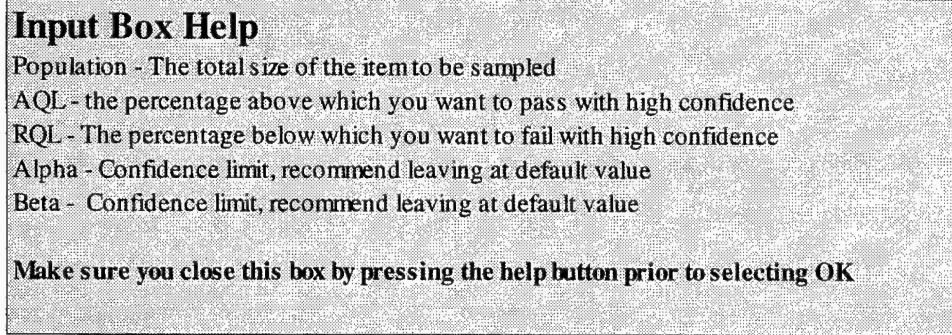 Input Box Help
Population - The total size of the item to be sampled
AQL - the percentage above which you want to pass with high confidence
RQL - The percentage below which you want to fail with high confidence
Alpha - Confidence limit, recommend leaving at default value
Beta - Confidence limit, recommend leaving at default value
Make sure you close this box by pressing the help button prior to selecting OK